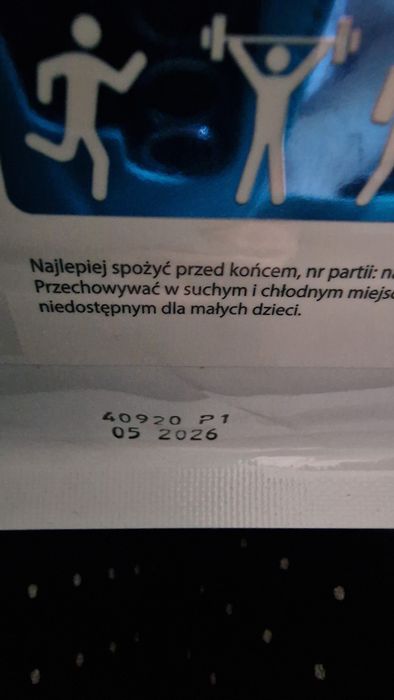 Najlepiej spożyć przed końcem, nr partii:
Przechowywać w suchym i chłodnym
niedostępnym dla małych dzieci.
40920 P1
05 2026